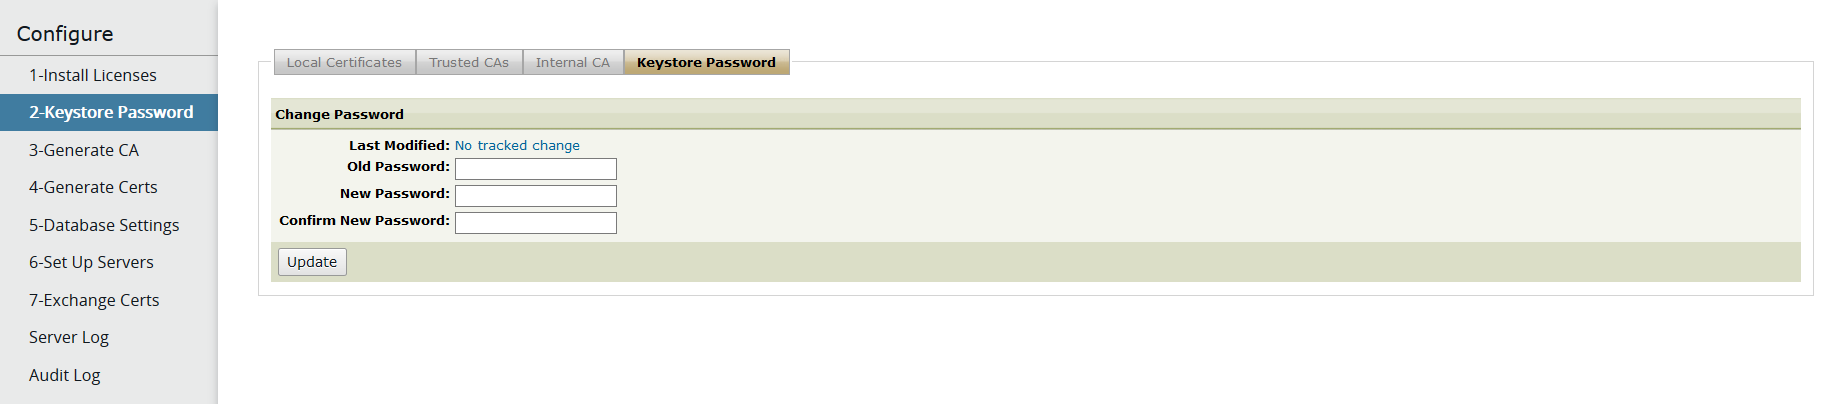 Configure
1-Install Licenses
2-Keystore Password
3-Generate CA
4-Generate Certs
5-Database Settings
6-Set Up Servers
7-Exchange Certs
Server Log
Audit Log
Local Certificates
Trusted CAs
Internal CA
Keystore Password
Change Password
Last Modified: No tracked change
Old Password:
New Password:
Confirm New Password:
Update